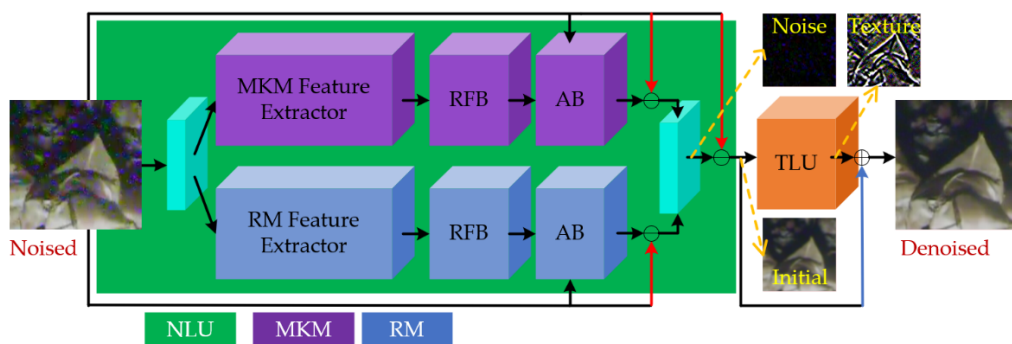 Noise
Texture
MKM Feature
Extractor
RFB
AB
TLU
RM Feature
Extractor
RFB
AB
Noised
Denoised
Initial
NLU
MKM
RM